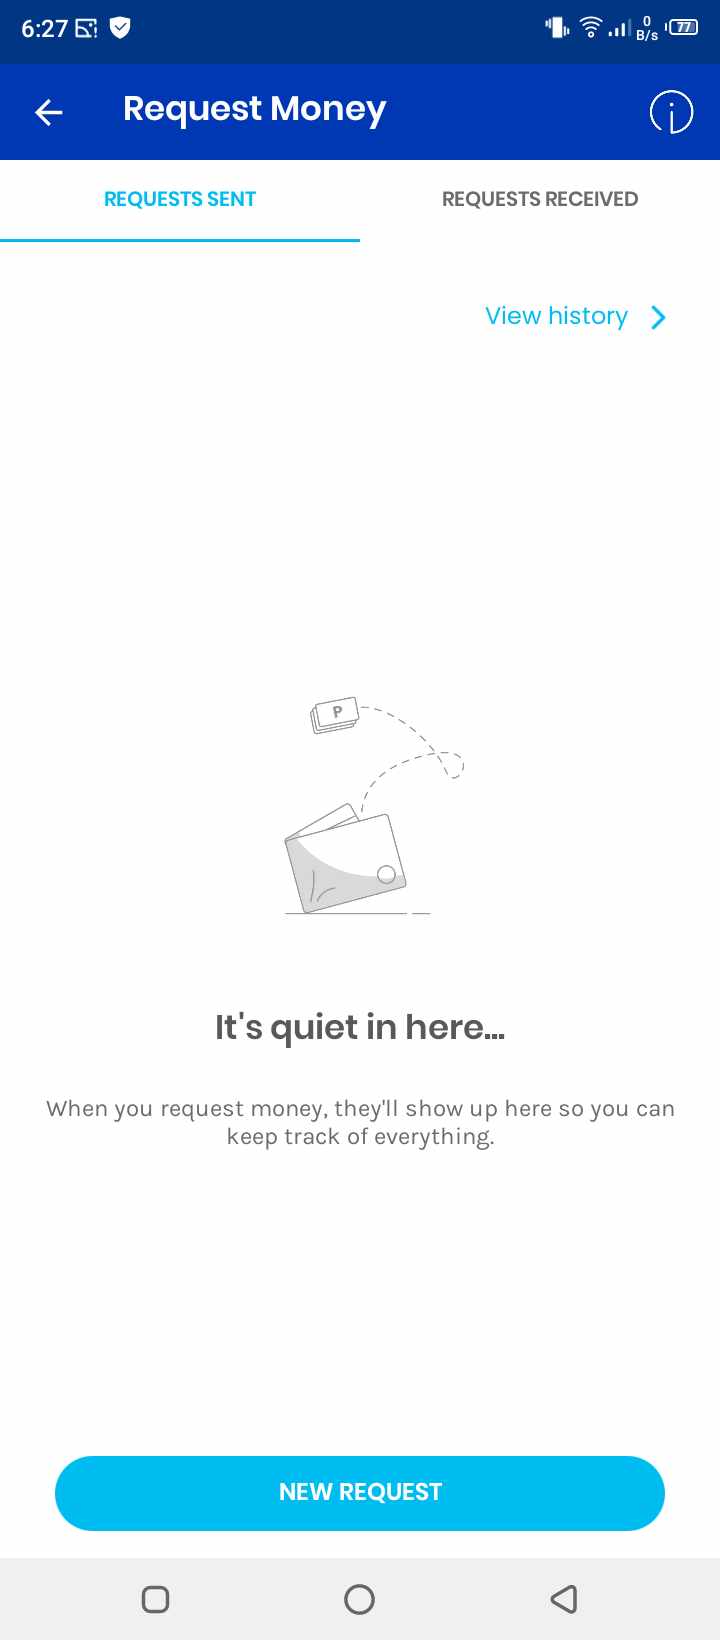 6:27
0
B/s
77
Request Money
REQUESTS SENT
REQUESTS RECEIVED
View history
P
It's quiet in here...
When you request money, they'll show up here so you can
keep track of everything.
NEW REQUEST